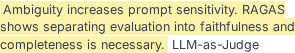 Ambiguity increases prompt sensitivity. RAGAS
shows separating evaluation into faithfulness and
completeness is necessary. LLM-as-Judge